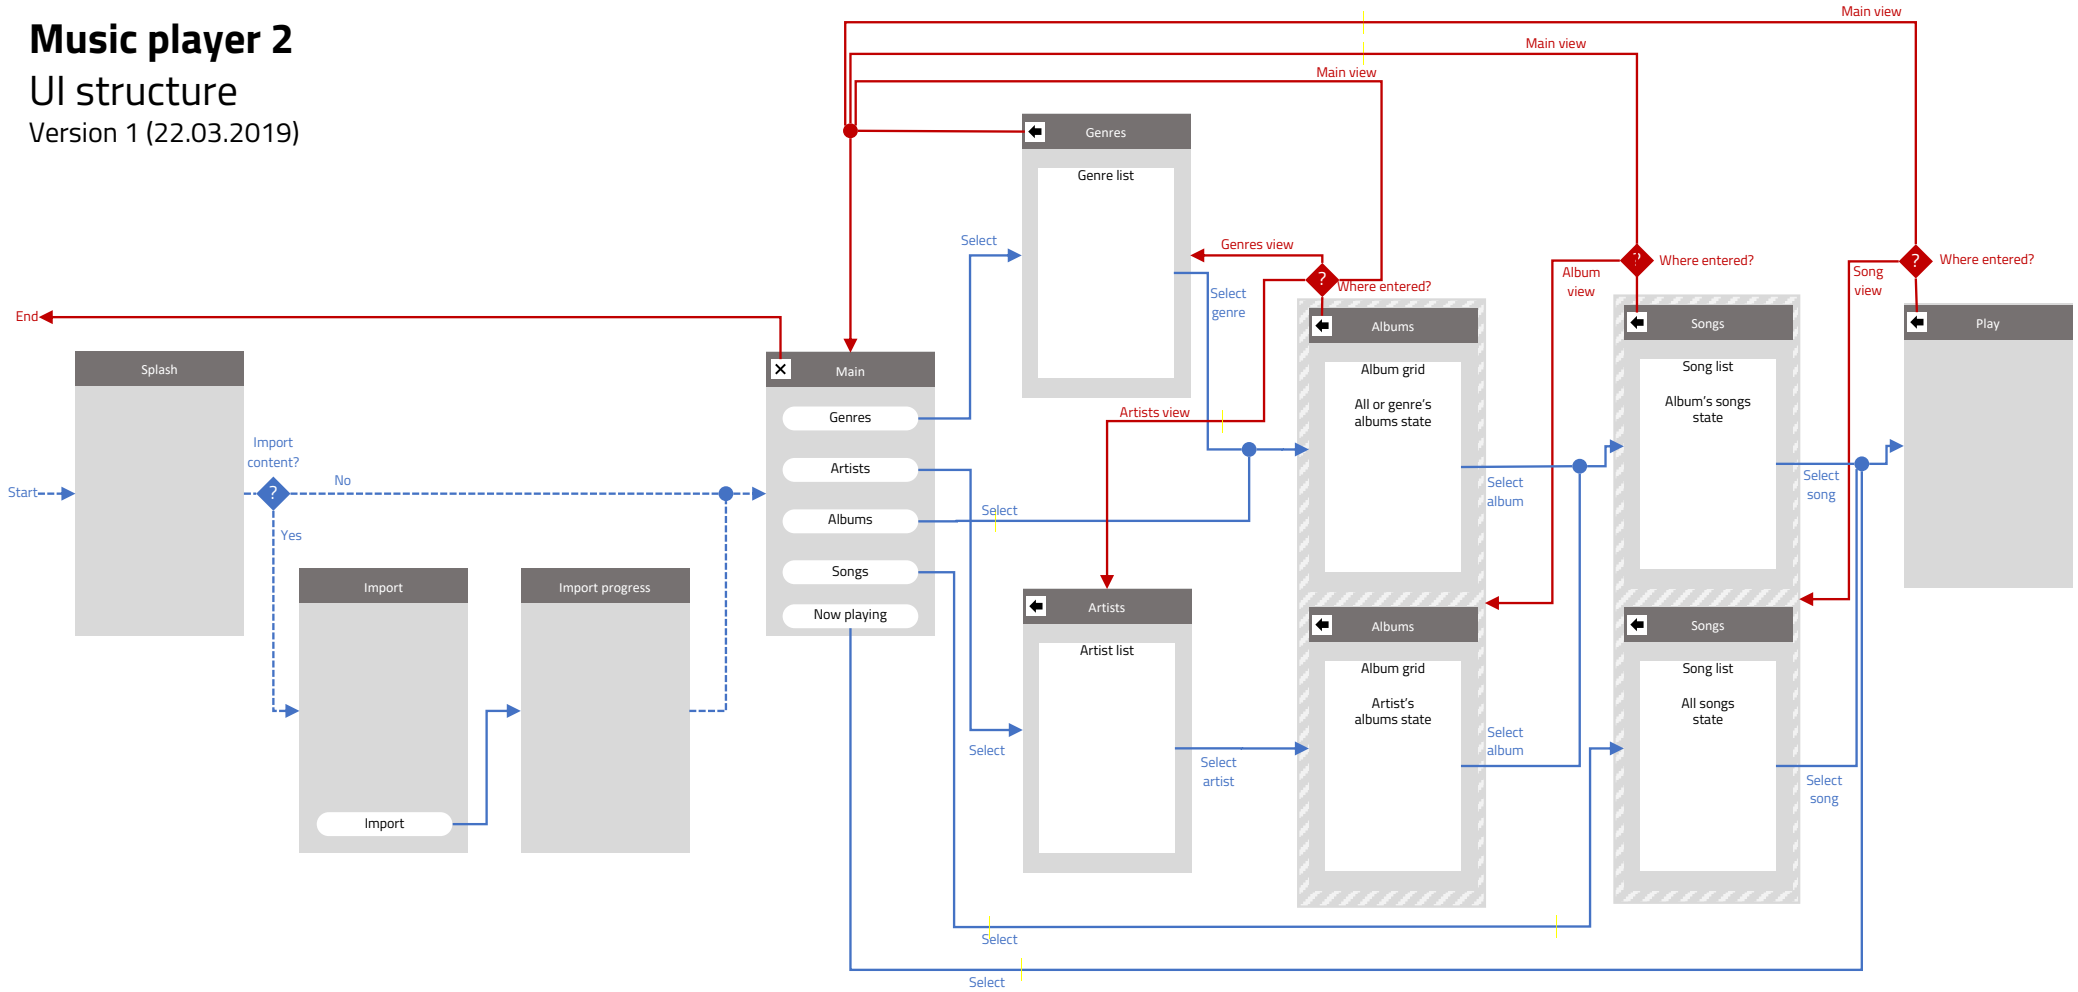 Music player 2
UI structure
Version 1 (22.03.2019)
Main view
Main view
Main view
Genres
Genre list
Select
Genres view
?
Where entered?
Select
genre
Album
view
?
Where entered?
Song
view
?
Where entered?
End
Splash
Main
Genres
Artists
Albums
Songs
Now playing
Albums
Album grid
All or genre's
albums state
Songs
Song list
Album's songs
state
Play
Artists view
Import
content?
?
Start
No
Yes
Select
Select
album
Select
song
Import
Import
Import progress
Artists
Artist list
Select
Select
artist
Albums
Album grid
Artist's
albums state
Select
album
Songs
Song list
All songs
state
Select
song
Select
Select